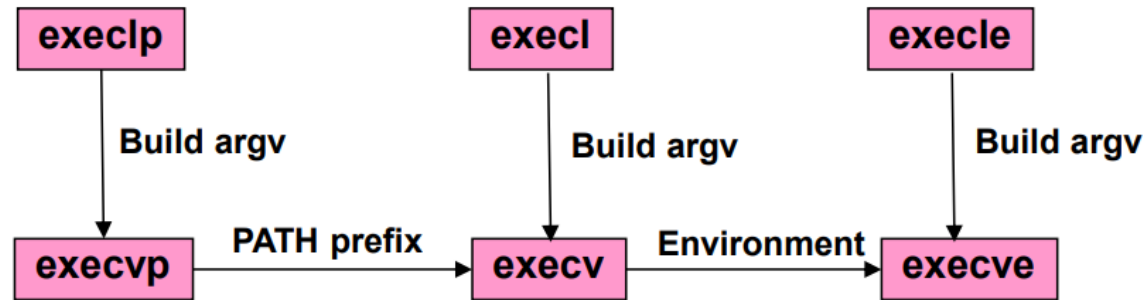 execlp
execl
execle
Build argv
Build argv
Build argv
PATH prefix
Environment
execvp
execv
execve